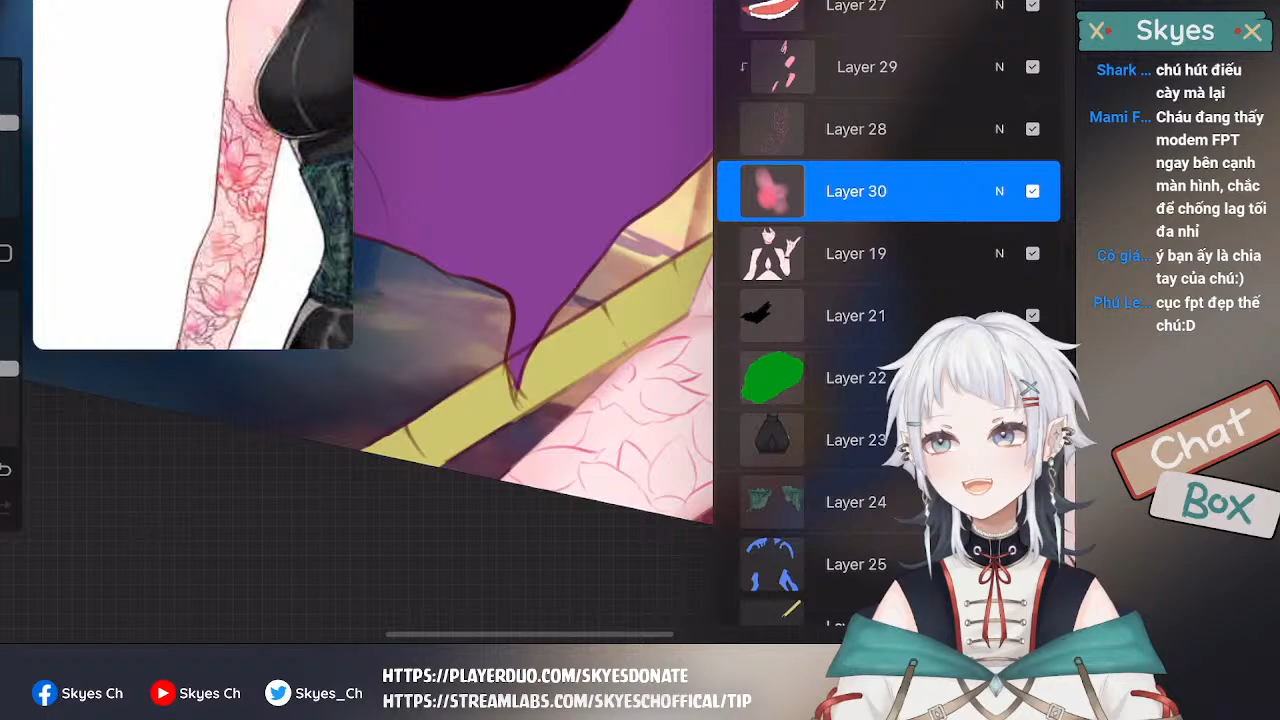 Layer 27
Layer 29
N
Layer 28
N
Layer 30
N
Layer 19
N
Layer 21
Layer 22
Layer 23
Layer 24
Layer 25
Skyes
Shark ... chú hút điếu
cày mà lại
Mami F... Cháu đang thấy
modem FPT
ngay bên cạnh
màn hình, chắc
để chống lag tối
đa nhỉ
Cô giá... ý bạn ấy là chia
tay của chú:)
Phú Le... cục fpt đẹp thế
chú:D
Chat
Box
Skyes Ch
Skyes Ch
Skyes_Ch
HTTPS://PLAYERDUO.COM/SKYESDONATE
HTTPS://STREAMLABS.COM/SKYESCHOFFICAL/TIP